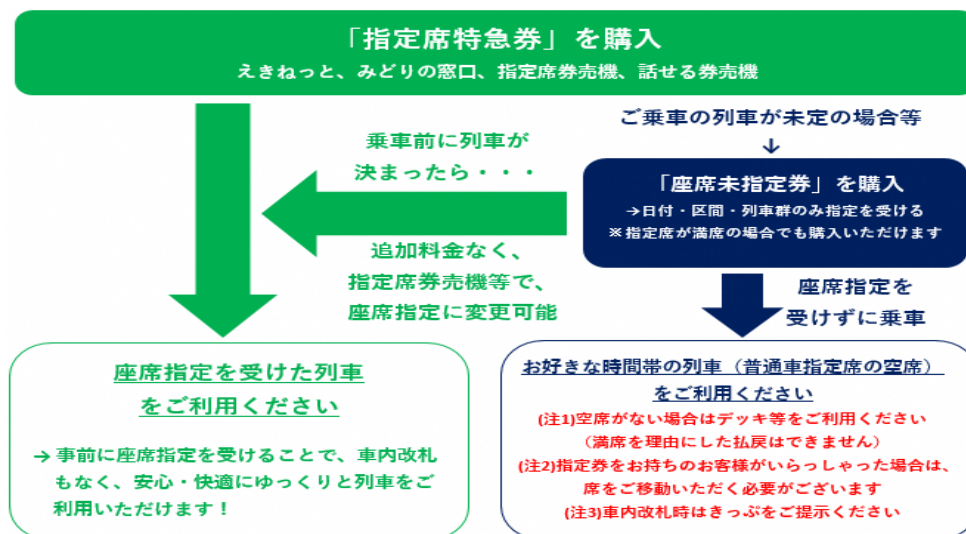 「指定席特急券」を購入
えきねっと、みどりの窓口、指定席券売機、話せる券売機
ご乗車の列車が未定の場合等
↓
乗車前に列車が
決まったら・・・
「座席未指定券」を購入
→日付・区間・列車群のみ指定を受ける
※指定席が満席の場合でも購入いただけます
追加料金なく、
指定席券売機等で、
座席指定に変更可能
座席指定を
受けずに乗車
座席指定を受けた列車
をご利用ください
→事前に座席指定を受けることで、車内改札
もなく、安心・快適にゆっくりと列車をご
利用いただけます！
お好きな時間帯の列車（普通車指定席の空席）
をご利用ください
(注1)空席がない場合はデッキ等をご利用ください
（満席を理由にした払戻はできません）
(注2)指定券をお持ちのお客様がいらっしゃった場合は、
席をご移動いただく必要がございます
(注3)車内改札時はきっぷをご提示ください